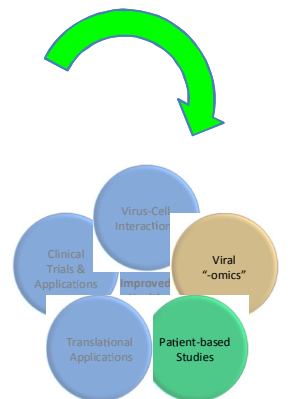 Virus-Cell
Interaction
Clinical
Trials &
Applications
Improved
Viral
"-omics"
Translational
Applications
Patient-based
Studies